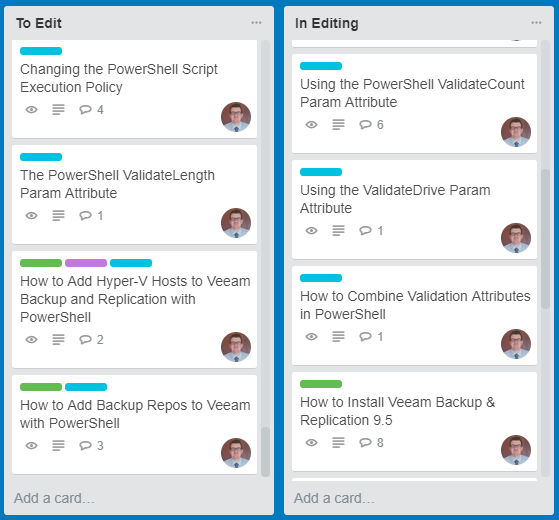 To Edit
Changing the PowerShell Script
Execution Policy
4
The PowerShell ValidateLength
Param Attribute
1
How to Add Hyper-V Hosts to Veeam
Backup and Replication with
PowerShell
2
How to Add Backup Repos to Veeam
with PowerShell
3
Add a card…
In Editing
Using the PowerShell ValidateCount
Param Attribute
6
Using the ValidateDrive Param
Attribute
1
How to Combine Validation Attributes
in PowerShell
1
How to Install Veeam Backup &
Replication 9.5
8
Add a card…